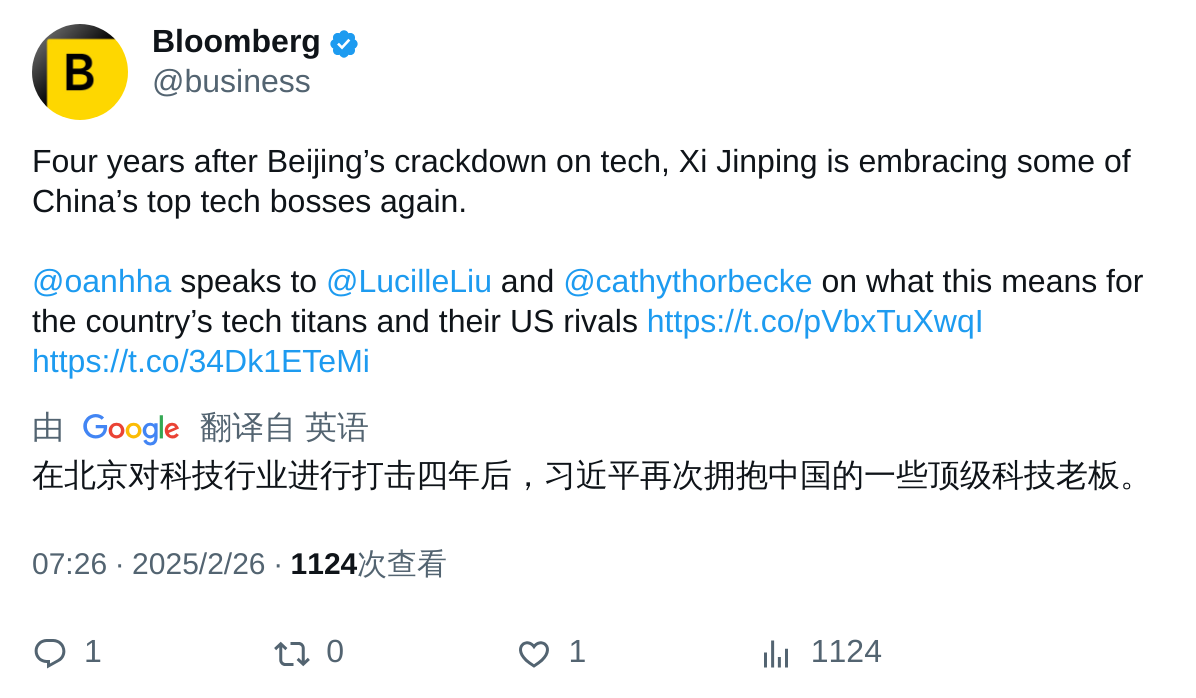 B
Bloomberg
@business
Four years after Beijing’s crackdown on tech, Xi Jinping is embracing some of
China’s top tech bosses again.
@oanhha speaks to @LucilleLiu and @cathythorbecke on what this means for
the country’s tech titans and their US rivals https://t.co/pVbxTuXwqI
https://t.co/34Dk1ETeMi
由 Google 翻译自 英语
在北京对科技行业进行打击四年后，习近平再次拥抱中国的一些顶级科技老板。
07:26 · 2025/2/26 · 1124次查看
1 0 1 1124